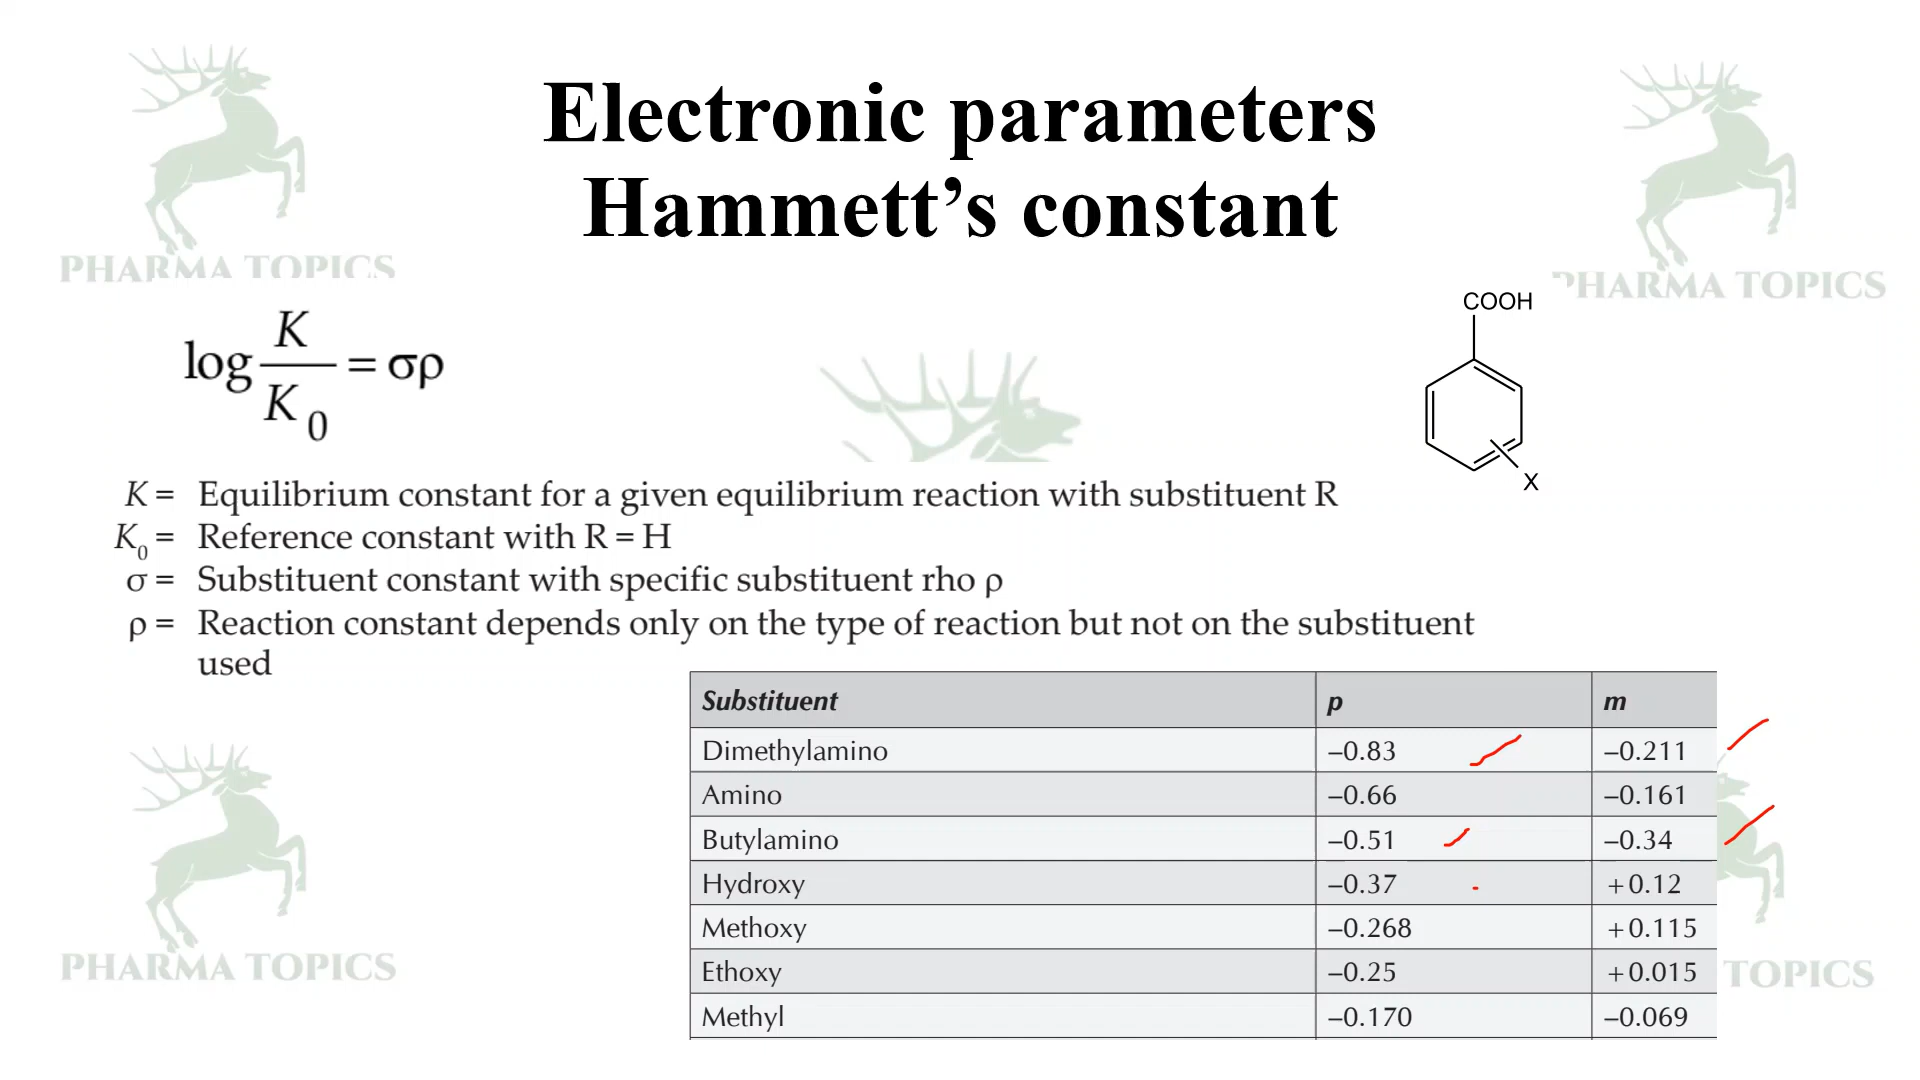 Electronic parameters
Hammett’s constant
PHARMA TOPICS
PHARMA TOPICS
log K/K0 = σρ
COOH
X
K = Equilibrium constant for a given equilibrium reaction with substituent R
K0 = Reference constant with R = H
σ = Substituent constant with specific substituent rho ρ
ρ = Reaction constant depends only on the type of reaction but not on the substituent
used
Substituent p m
Dimethylamino –0.83 –0.211
Amino –0.66 –0.161
Butylamino –0.51 –0.34
Hydroxy –0.37 +0.12
Methoxy –0.268 +0.115
Ethoxy –0.25 +0.015
Methyl –0.170 –0.069
PHARMA TOPICS
TOPICS